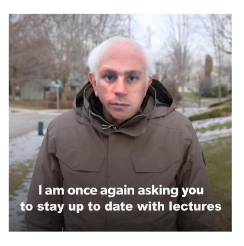 I am once again asking you
to stay up to date with lectures